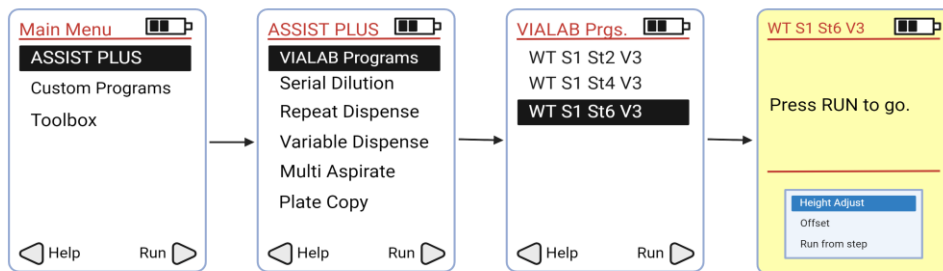 Main Menu
ASSIST PLUS
Custom Programs
Toolbox
Help
Run
ASSIST PLUS
VIALAB Programs
Serial Dilution
Repeat Dispense
Variable Dispense
Multi Aspirate
Plate Copy
Help
Run
VIALAB Prgs.
WT S1 St2 V3
WT S1 St4 V3
WT S1 St6 V3
Help
Run
WT S1 St6 V3
Press RUN to go.
Height Adjust
Offset
Run from step